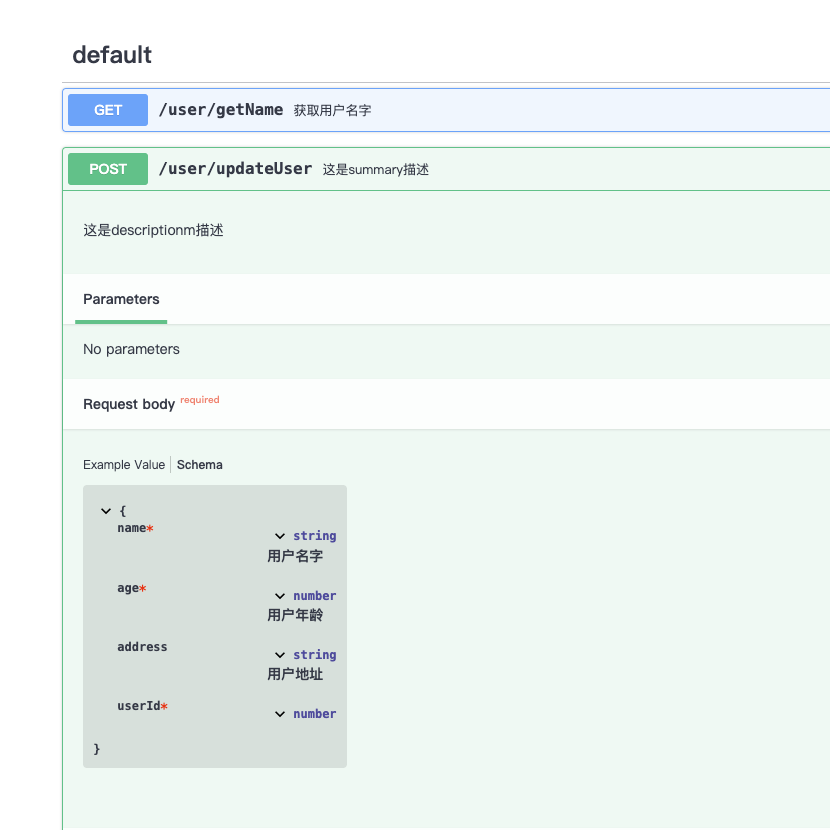 default
GET /user/getName 获取用户名字
POST /user/updateUser 这是summary描述
这是descriptionm描述
Parameters
No parameters
Request body required
Example Value Schema
{
name* string
用户名字
age* number
用户年龄
address string
用户地址
userId* number
}